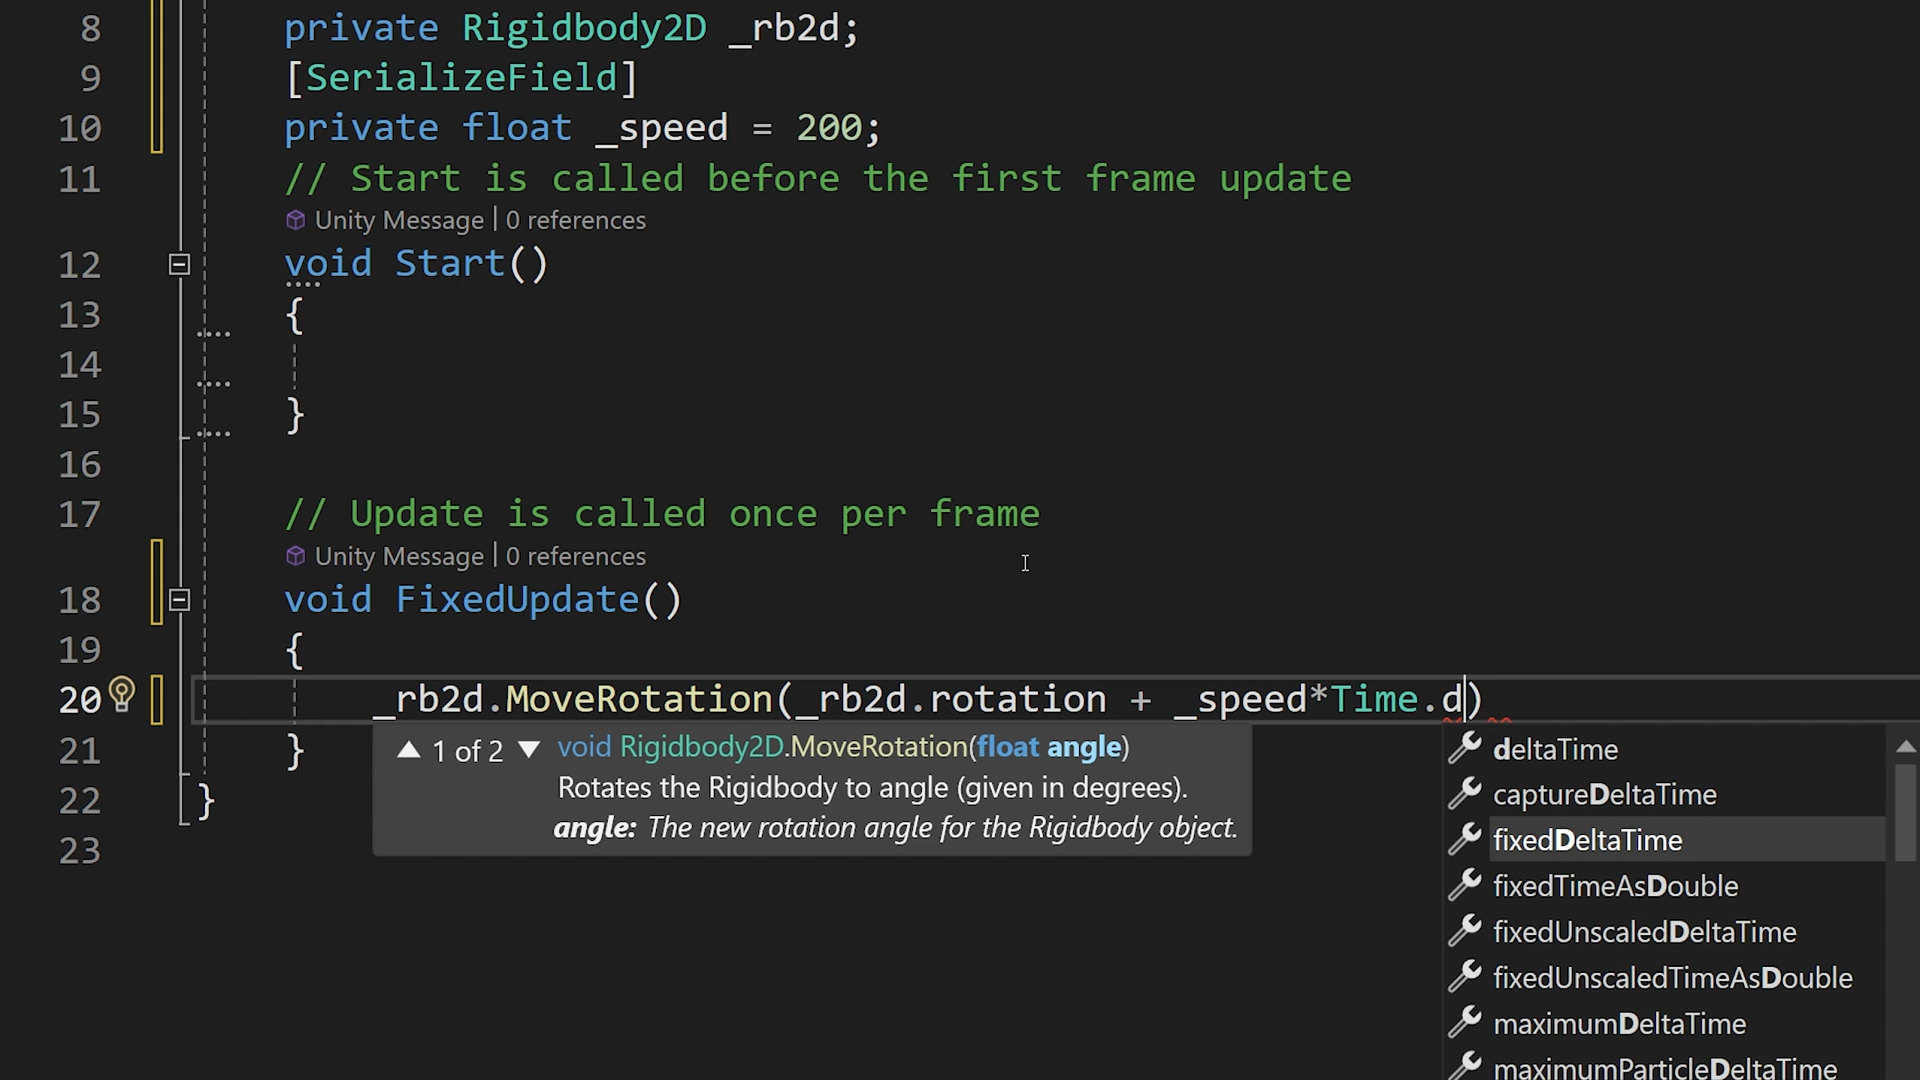 8 private Rigidbody2D _rb2d;
9 [SerializeField]
10 private float _speed = 200;
11 // Start is called before the first frame update
Unity Message | 0 references
12 void Start()
13 {
14
15 }
16
17 // Update is called once per frame
Unity Message | 0 references
18 void FixedUpdate()
19 {
20 _rb2d.MoveRotation(_rb2d.rotation + _speed*Time.d)
21 }
22 }
23
▲ 1 of 2 ▼ void Rigidbody2D.MoveRotation(float angle)
Rotates the Rigidbody to angle (given in degrees).
angle: The new rotation angle for the Rigidbody object.
deltaTime
captureDeltaTime
fixedDeltaTime
fixedTimeAsDouble
fixedUnscaledDeltaTime
fixedUnscaledTimeAsDouble
maximumDeltaTime
maximumParticleDeltaTime